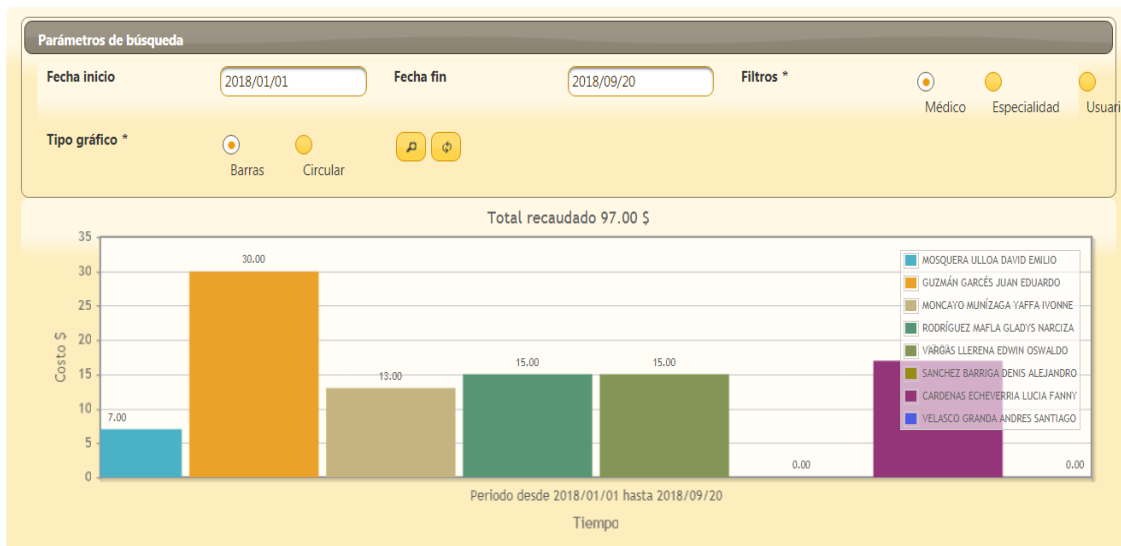 Parámetros de búsqueda
Fecha inicio 2018/01/01 Fecha fin 2018/09/20 Filtros *
Médico Especialidad Usuari
Tipo gráfico *
Barras Circular
Total recaudado 97.00 $
Costo $
35
30
25
20
15
10
5
0
7.00
30.00
13.00
15.00
15.00
0.00
0.00
MOSQUERA ULLOA DAVID EMILIO
GUZMÁN GARCÉS JUAN EDUARDO
MONCAYO MUNÍZAGA YAFFA IVONNE
RODRÍGUEZ MAFLA GLADYS NARCIZA
VARGAS LLERENA EDWIN OSWALDO
SANCHEZ BARRIGA DENIS ALEJANDRO
CARDENAS ECHEVERRIA LUCIA FANNY
VELASCO GRANDA ANDRES SANTIAGO
Periodo desde 2018/01/01 hasta 2018/09/20
Tiempo